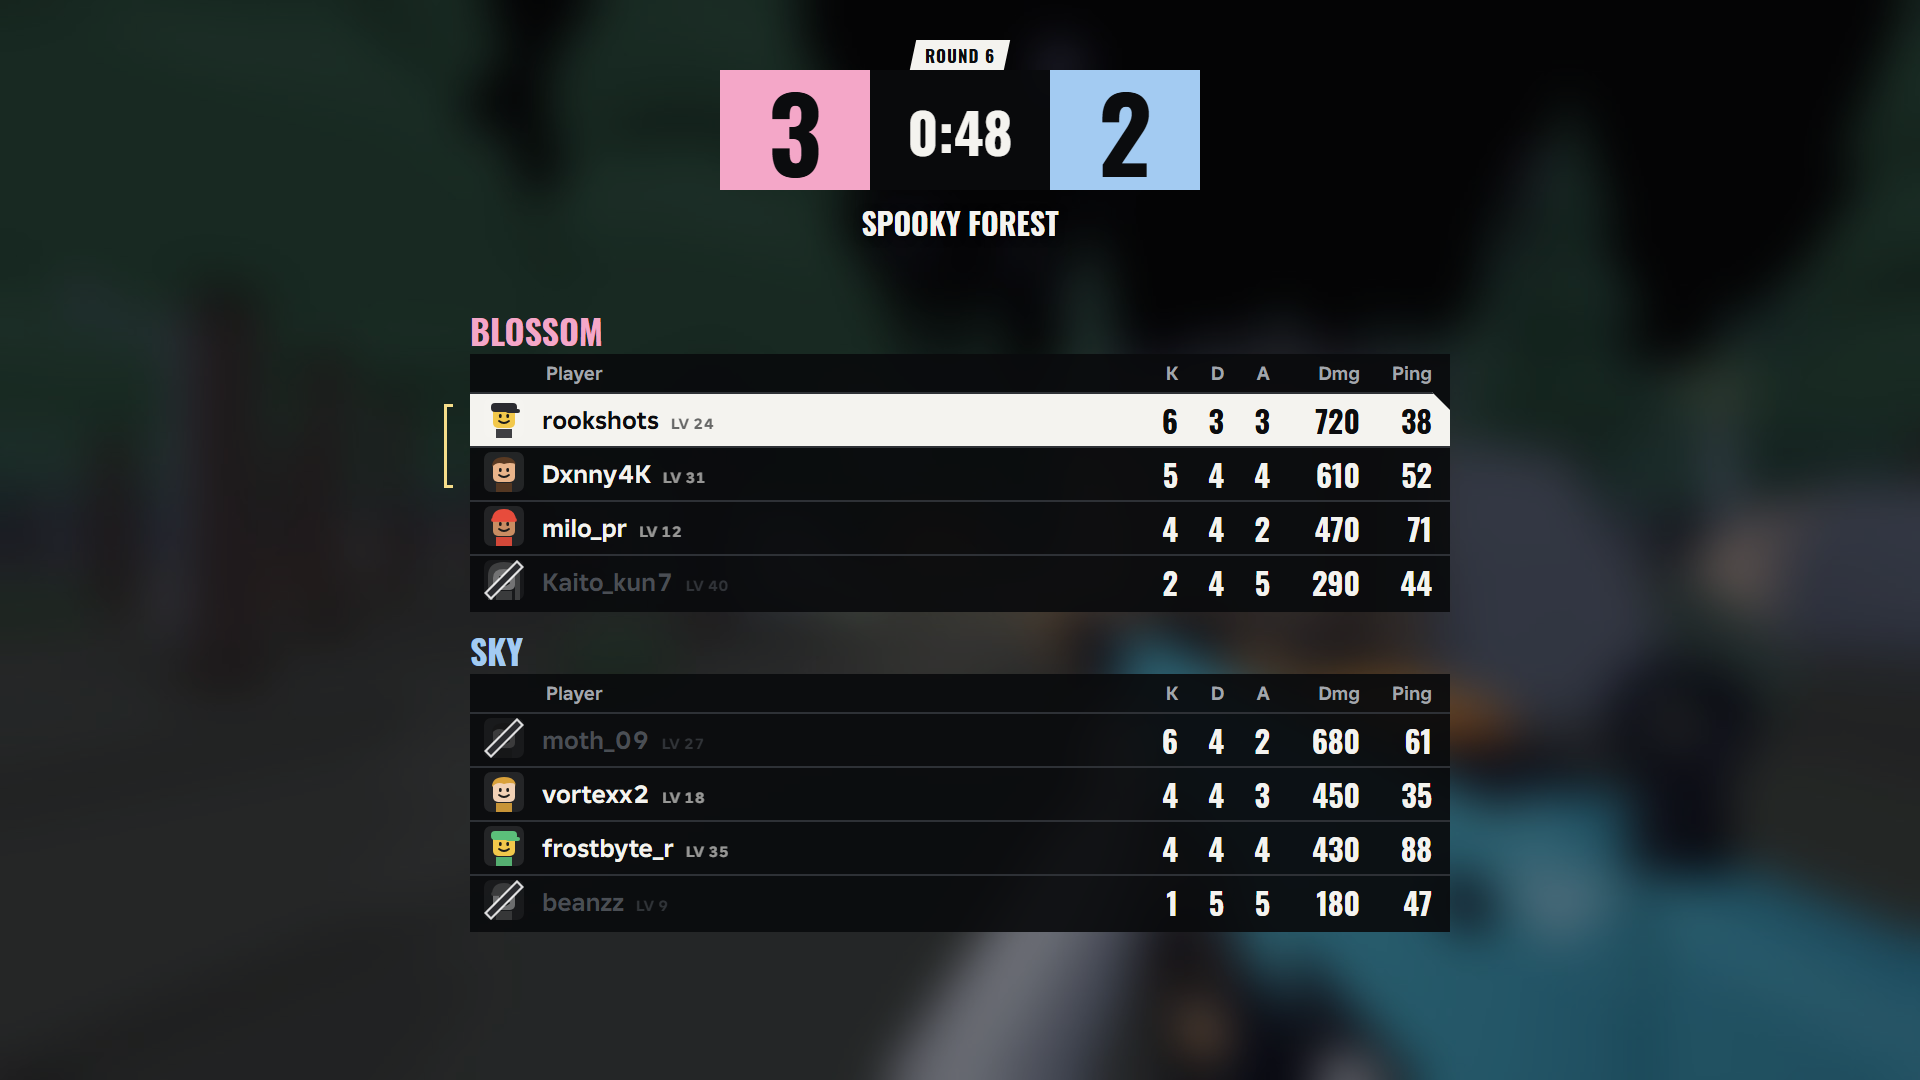 ROUND 6
3 0:48 2
SPOOKY FOREST
BLOSSOM
Player K D A Dmg Ping
rookshots LV 24 6 3 3 720 38
Dxnny4K LV 31 5 4 4 610 52
milo_pr LV 12 4 4 2 470 71
Kaito_kun7 LV 40 2 4 5 290 44
SKY
Player K D A Dmg Ping
moth_09 LV 27 6 4 2 680 61
vortexx2 LV 18 4 4 3 450 35
frostbyte_r LV 35 4 4 4 430 88
beanzz LV 9 1 5 5 180 47